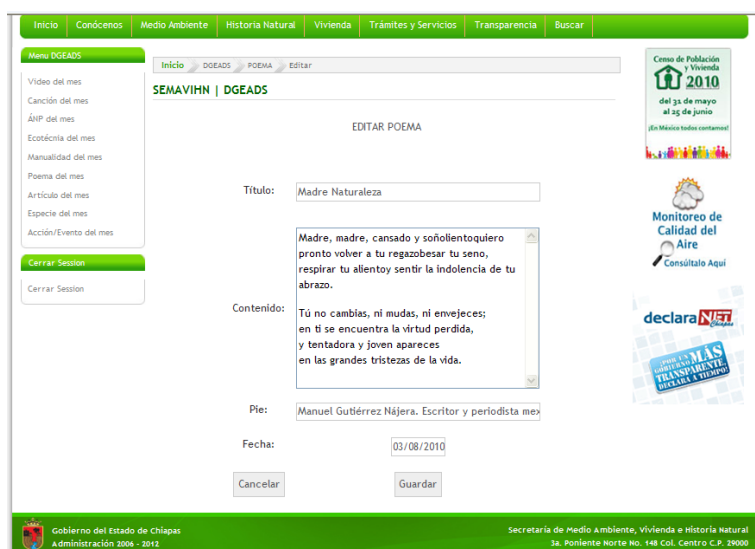 Inicio Conócenos Medio Ambiente Historia Natural Vivienda Trámites y Servicios Transparencia Buscar
Menu DGEADS
Video del mes
Canción del mes
ÁNP del mes
Ecotécnia del mes
Manualidad del mes
Poema del mes
Artículo del mes
Especie del mes
Acción/Evento del mes
Cerrar Session
Cerrar Session
Inicio DGEADS POEMA Editar
SEMAVIHN | DGEADS
EDITAR POEMA
Título: Madre Naturaleza
Contenido:
Madre, madre, cansado y soñolientoquiero
pronto volver a tu regazobesar tu seno,
respirar tu alientoy sentir la indolencia de tu
abrazo.
Tú no cambias, ni mudas, ni envejeces;
en ti se encuentra la virtud perdida,
y tentadora y joven apareces
en las grandes tristezas de la vida.
Pie: Manuel Gutiérrez Nájera. Escritor y periodista mex
Fecha: 03/08/2010
Cancelar Guardar
Censo de Población
y Vivienda
2010
del 31 de mayo
al 25 de junio
¡En México todos contamos!
Monitoreo de
Calidad del
Aire
Consúltalo Aquí
declaraNET
Chiapas
¡POR UN GOBIERNO MÁS
TRANSPARENTE,
DECLARA A TIEMPO!
Gobierno del Estado de Chiapas
Administración 2006 - 2012
Secretaría de Medio Ambiente, Vivienda e Historia Natural
3a. Poniente Norte No. 148 Col. Centro C.P. 29000